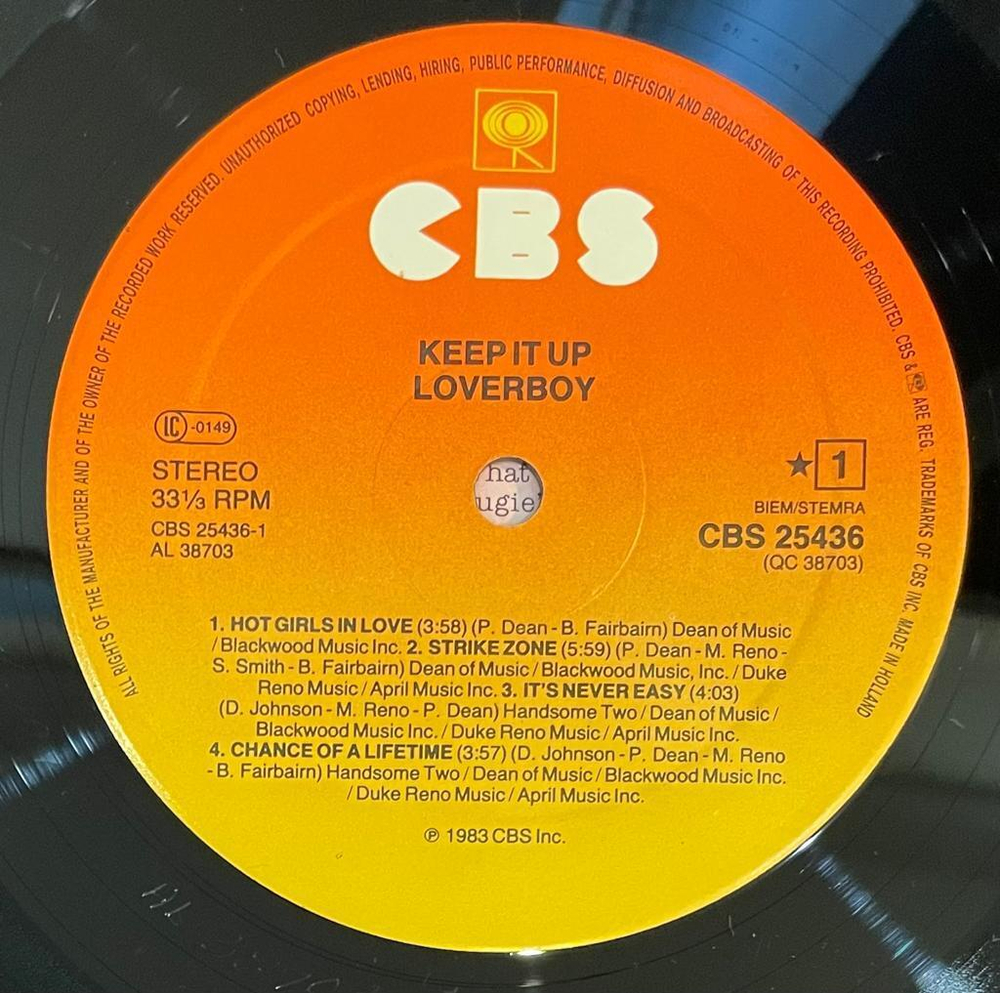 ALL RIGHTS OF THE MANUFACTURER AND OF THE OWNER OF THE RECORDED WORK RESERVED. UNAUTHORIZED COPYING, LENDING, HIRING, PUBLIC PERFORMANCE, DIFFUSION AND BROADCASTING OF THIS RECORDING PROHIBITED. CBS & ARE REG. TRADEMARKS OF CBS INC. MADE IN HOLLAND
CBS
KEEP IT UP
LOVERBOY
LC-0149
STEREO
33⅓ RPM
CBS 25436-1
AL 38703
hat
ugie'
★ 1
BIEM/STEMRA
CBS 25436
(QC 38703)
1. HOT GIRLS IN LOVE (3:58) (P. Dean - B. Fairbairn) Dean of Music
/ Blackwood Music Inc. 2. STRIKE ZONE (5:59) (P. Dean - M. Reno -
S. Smith - B. Fairbairn) Dean of Music / Blackwood Music, Inc. / Duke
Reno Music / April Music Inc. 3. IT'S NEVER EASY (4:03)
(D. Johnson - M. Reno - P. Dean) Handsome Two / Dean of Music /
Blackwood Music Inc. / Duke Reno Music / April Music Inc.
4. CHANCE OF A LIFETIME (3:57) (D. Johnson - P. Dean - M. Reno
- B. Fairbairn) Handsome Two / Dean of Music / Blackwood Music Inc.
/ Duke Reno Music / April Music Inc.
℗ 1983 CBS Inc.